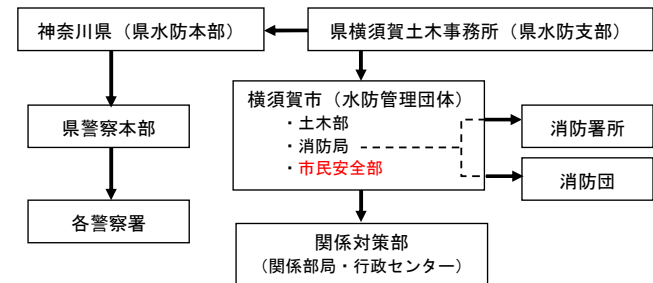 神奈川県（県水防本部）
県横須賀土木事務所（県水防支部）
横須賀市（水防管理団体）
・土木部
・消防局
・市民安全部
県警察本部
消防署所
消防団
各警察署
関係対策部
（関係部局・行政センター）